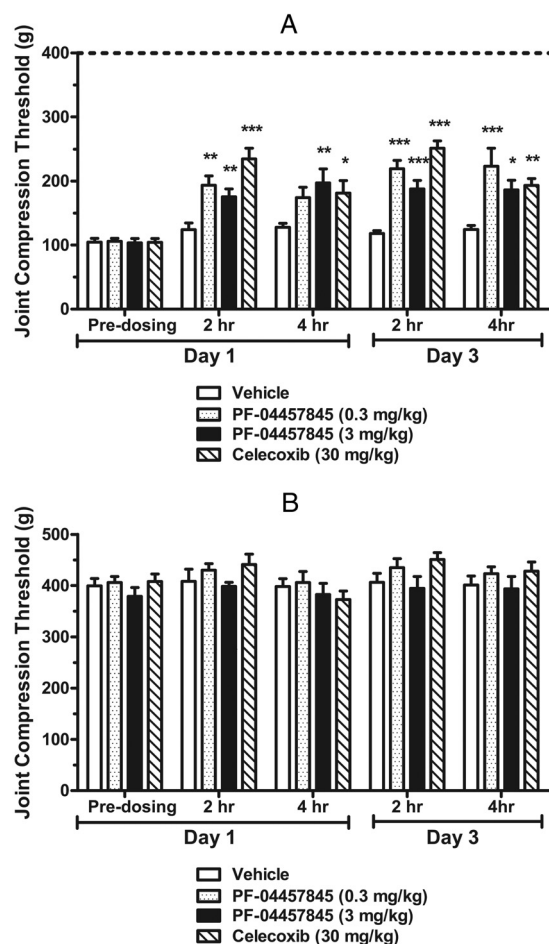 A
Joint Compression Threshold (g)
400
300
200
100
0
** ** *** ** * *** *** *** *** * **
Pre-dosing 2 hr 4 hr 2 hr 4hr
Day 1 Day 3
Vehicle
PF-04457845 (0.3 mg/kg)
PF-04457845 (3 mg/kg)
Celecoxib (30 mg/kg)
B
Joint Compression Threshold (g)
500
400
300
200
100
0
Pre-dosing 2 hr 4 hr 2 hr 4hr
Day 1 Day 3
Vehicle
PF-04457845 (0.3 mg/kg)
PF-04457845 (3 mg/kg)
Celecoxib (30 mg/kg)